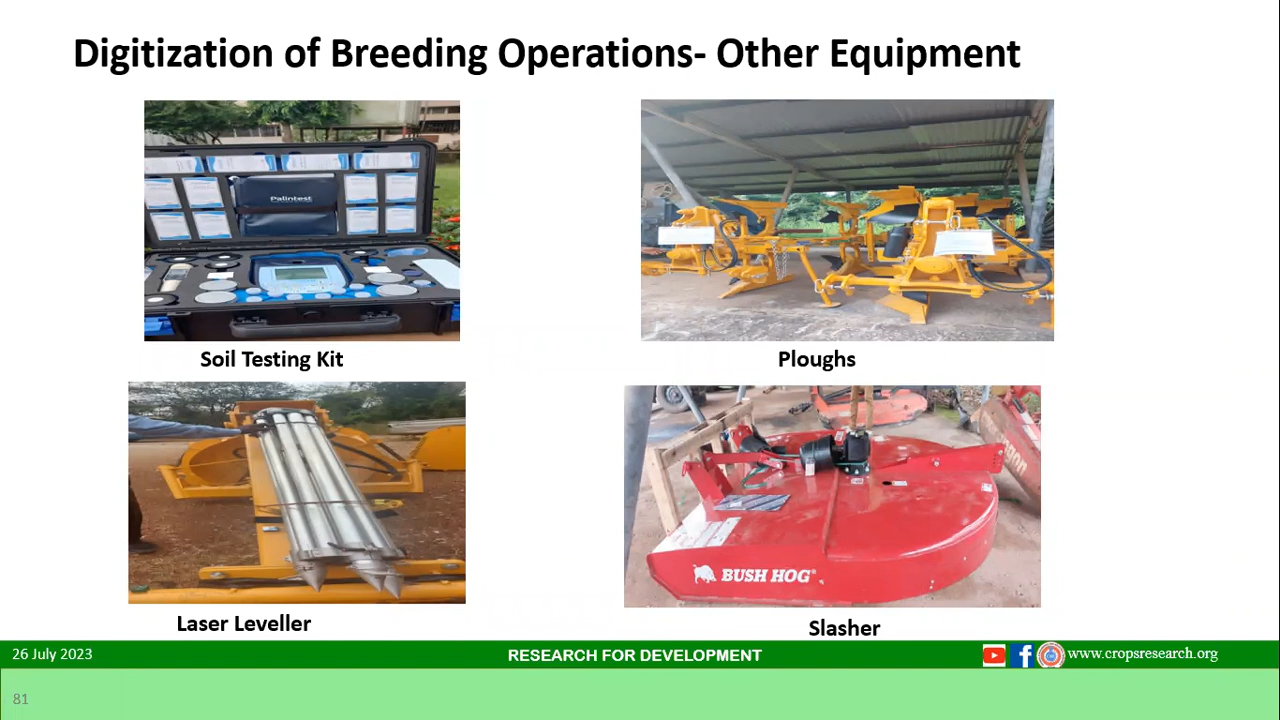 Digitization of Breeding Operations- Other Equipment
Palintest
Soil Testing Kit
Ploughs
BUSH HOG®
Laser Leveller
Slasher
26 July 2023
RESEARCH FOR DEVELOPMENT
www.cropsresearch.org
81